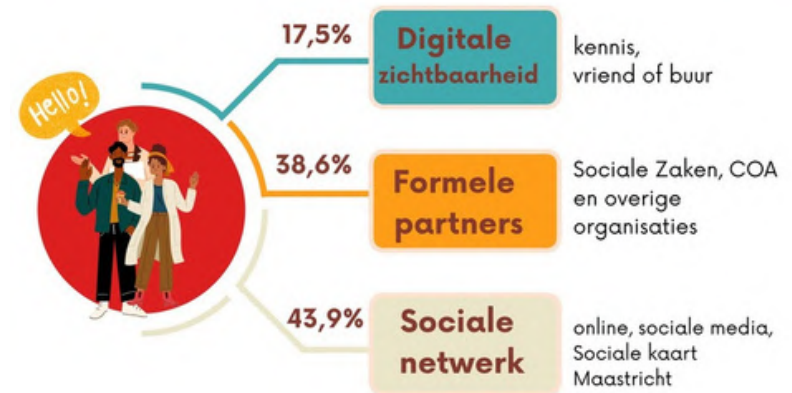 Hello!
17,5%
Digitale
zichtbaarheid
kennis,
vriend of buur
38,6%
Formele
partners
Sociale Zaken, COA
en overige
organisaties
43,9%
Sociale
netwerk
online, sociale media,
Sociale kaart
Maastricht